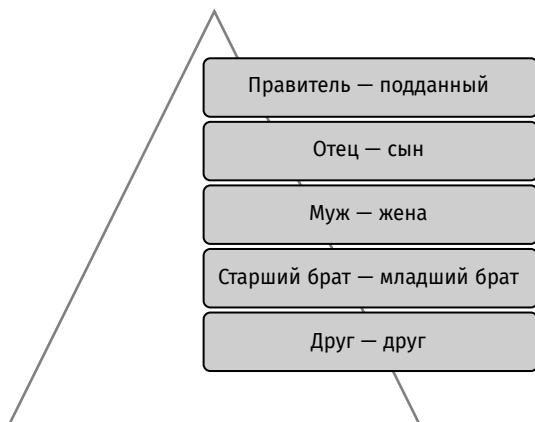 Правитель — подданный
Отец — сын
Муж — жена
Старший брат — младший брат
Друг — друг